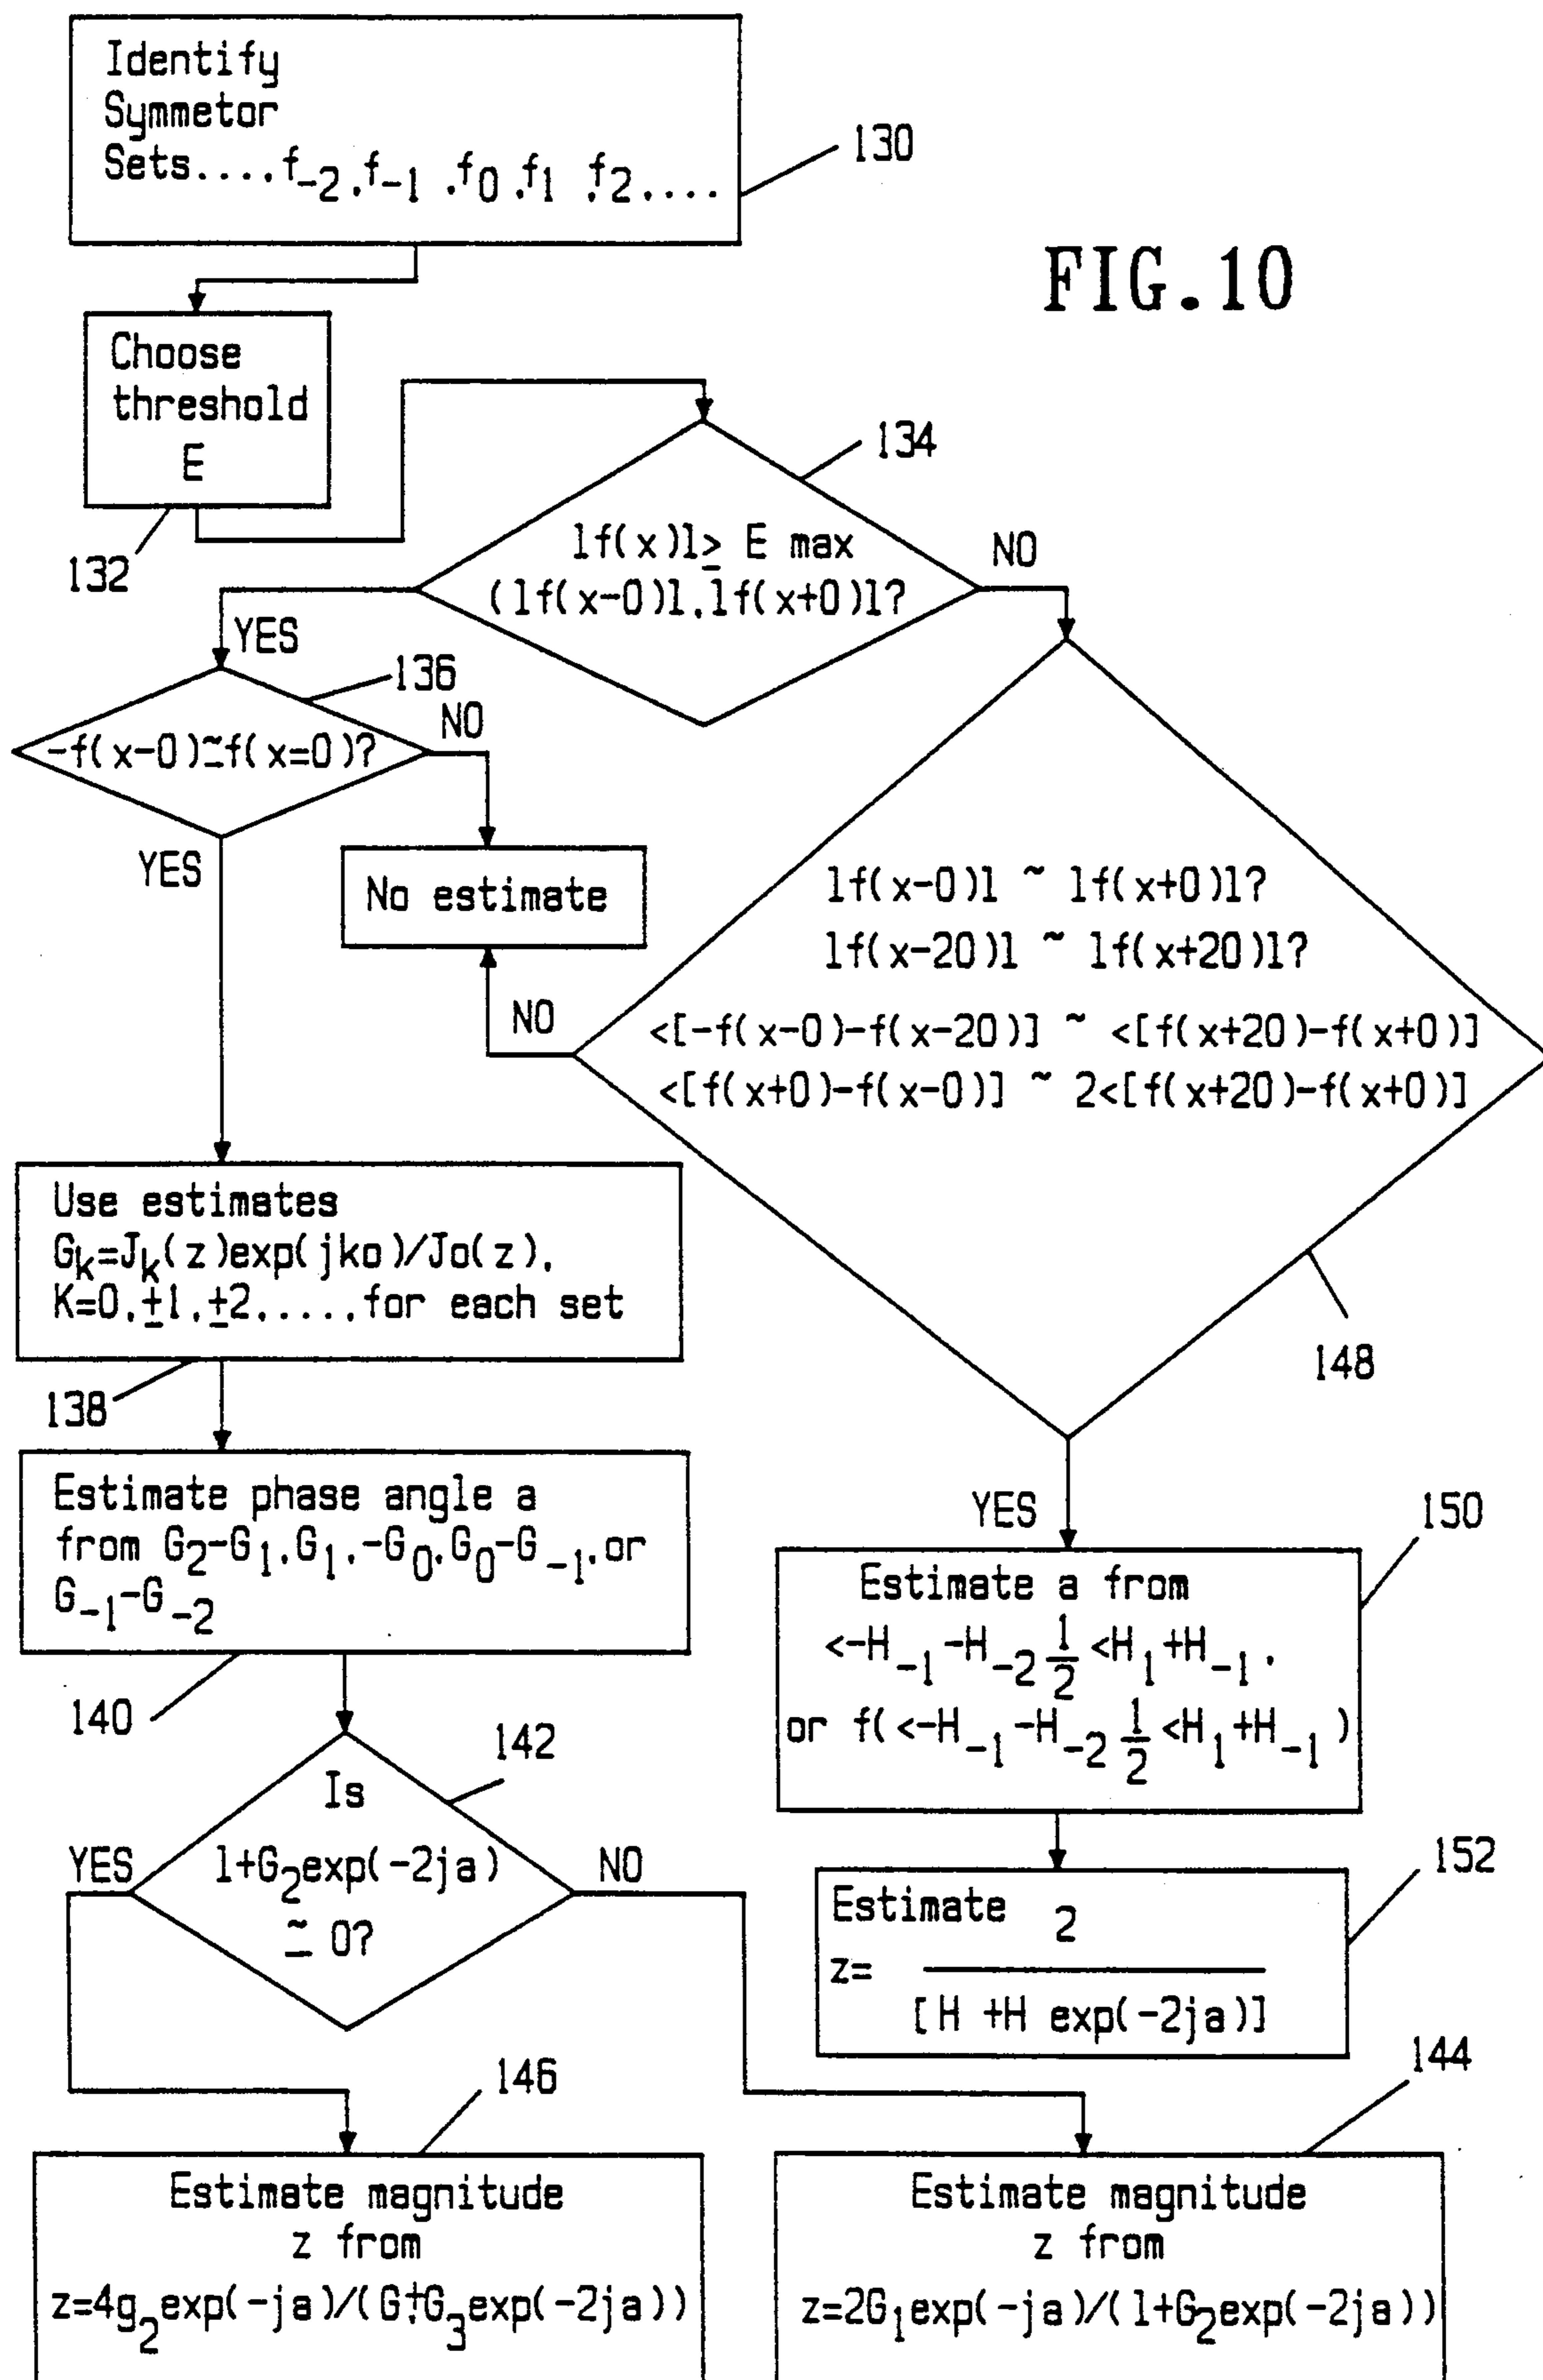 Identify
Symmetor
Sets....f-2.f-1 .f0 .f1 .f2....
130
FIG.10
Choose
threshold
E
132
134
lf(x)l≥ E max
(lf(x-0)l.lf(x+0)l?
NO
YES
136
-f(x-0)≃f(x=0)?
NO
YES
No estimate
lf(x-0)l ~ lf(x+0)l?
lf(x-20)l ~ lf(x+20)l?
<[-f(x-0)-f(x-20)] ~ <[f(x+20)-f(x+0)]
<[f(x+0)-f(x-0)] ~ 2<[f(x+20)-f(x+0)]
NO
148
Use estimates
Gk=Jk(z)exp(jko)/Jo(z).
K=0.±1.±2.....for each set
138
Estimate phase angle a
from G2-G1.G1.-G0.G0-G-1.or
G-1-G-2
140
YES
150
Estimate a from
<-H-1-H-2 1/2 <H1+H-1.
or f(<-H-1-H-2 1/2 <H1+H-1)
142
Is
1+G2exp(-2ja)
≃ 0?
YES
NO
152
Estimate 2
z=
[H +H exp(-2ja)]
146
Estimate magnitude
z from
z=4g2exp(-ja)/(G+G3exp(-2ja))
144
Estimate magnitude
z from
z=2G1exp(-ja)/(1+G2exp(-2ja))